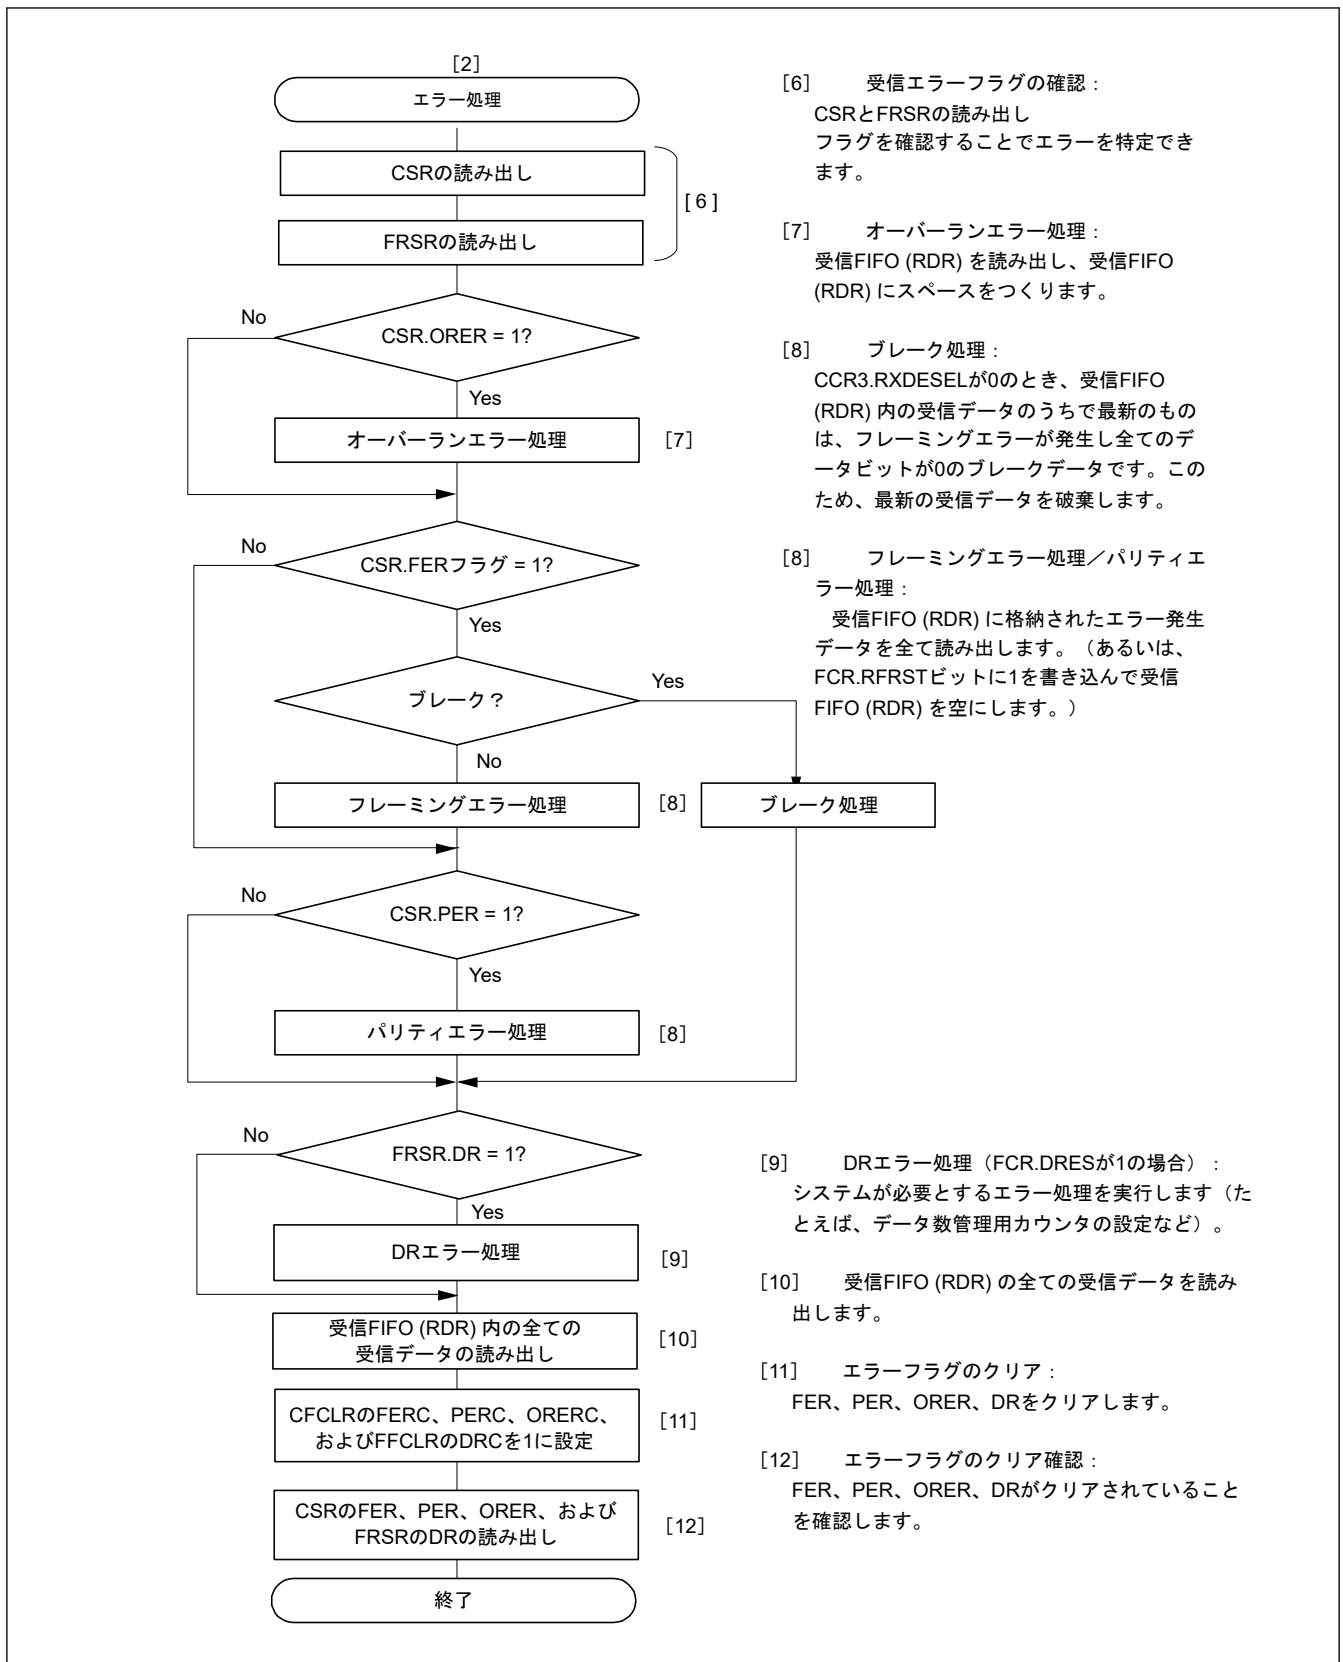 [2]
エラー処理
CSRの読み出し
[ 6 ]
FRSRの読み出し
No
CSR.ORER = 1?
Yes
オーバーランエラー処理
[7]
No
CSR.FERフラグ = 1?
Yes
ブレーク？
Yes
No
フレーミングエラー処理
[8]
ブレーク処理
No
CSR.PER = 1?
Yes
パリティエラー処理
[8]
No
FRSR.DR = 1?
Yes
DRエラー処理
[9]
受信FIFO (RDR) 内の全ての
受信データの読み出し
[10]
CFCLRのFERC、PERC、ORERC、
およびFFCLRのDRCを1に設定
[11]
CSRのFER、PER、ORER、および
FRSRのDRの読み出し
[12]
終了
[6] 受信エラーフラグの確認：
CSRとFRSRの読み出し
フラグを確認することでエラーを特定でき
ます。
[7] オーバーランエラー処理：
受信FIFO (RDR) を読み出し、受信FIFO
(RDR) にスペースをつくります。
[8] ブレーク処理：
CCR3.RXDESELが0のとき、受信FIFO
(RDR) 内の受信データのうちで最新のもの
は、フレーミングエラーが発生し全てのデ
ータビットが0のブレークデータです。この
ため、最新の受信データを破棄します。
[8] フレーミングエラー処理／パリティエ
ラー処理：
受信FIFO (RDR) に格納されたエラー発生
データを全て読み出します。（あるいは、
FCR.RFRSTビットに1を書き込んで受信
FIFO (RDR) を空にします。）
[9] DRエラー処理（FCR.DRESが1の場合）：
システムが必要とするエラー処理を実行します（た
とえば、データ数管理用カウンタの設定など）。
[10] 受信FIFO (RDR) の全ての受信データを読み
出します。
[11] エラーフラグのクリア：
FER、PER、ORER、DRをクリアします。
[12] エラーフラグのクリア確認：
FER、PER、ORER、DRがクリアされていること
を確認します。